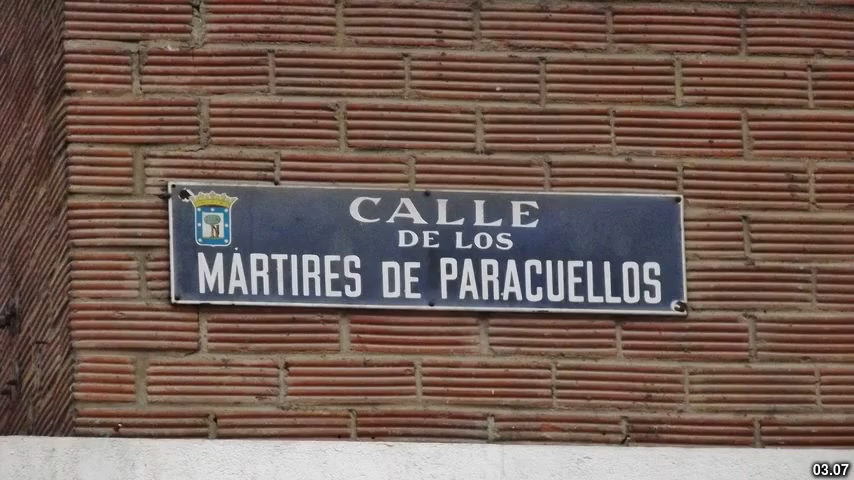 CALLE
DE LOS
MÁRTIRES DE PARACUELLOS
03.07